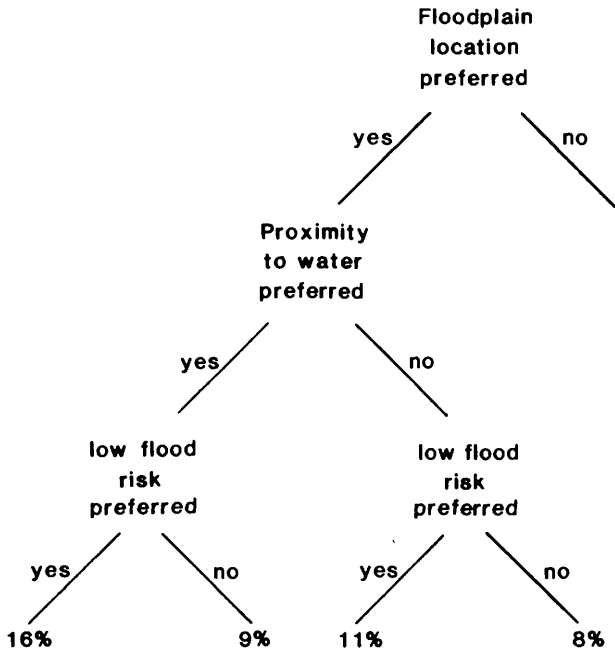 Floodplain
location
preferred
yes
no
Proximity
to water
preferred
yes
no
low flood
risk
preferred
low flood
risk
preferred
yes
no
yes
no
16%
9%
11%
8%